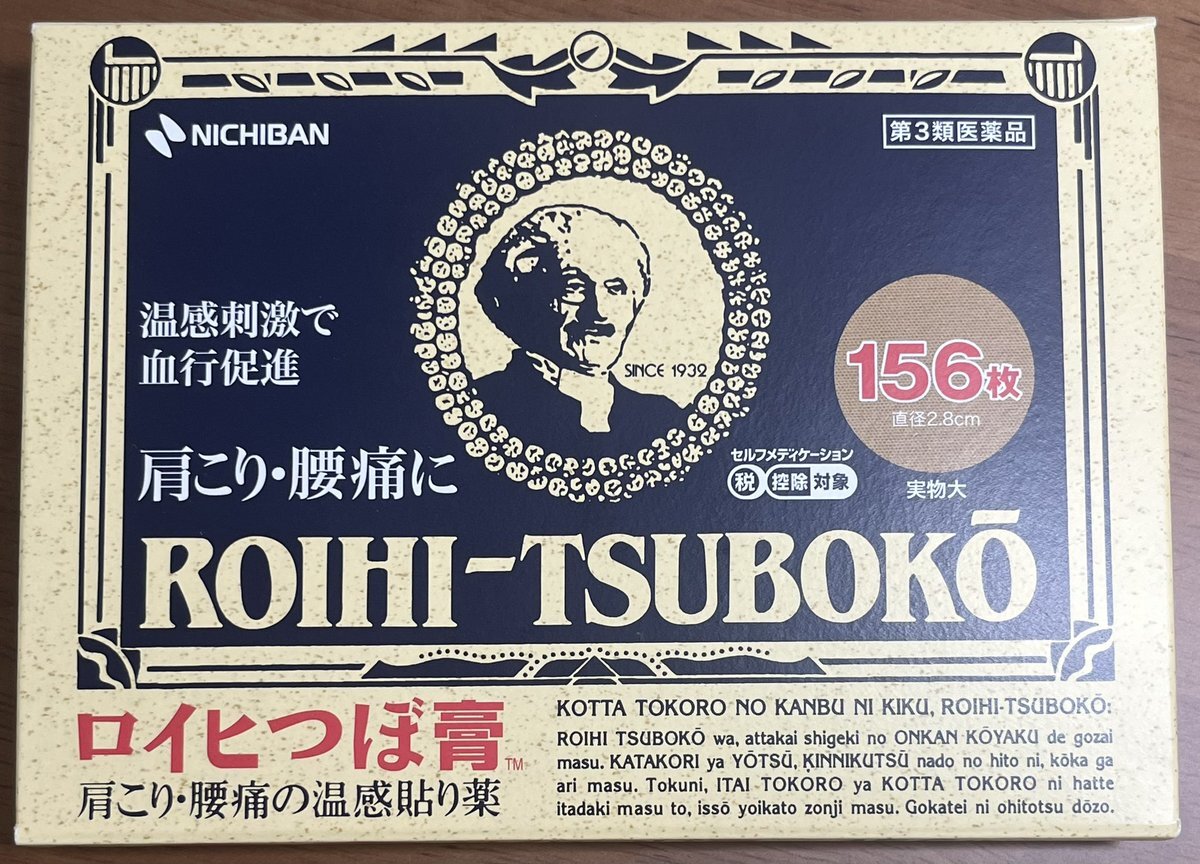 NICHIBAN
第3類医薬品
温感刺激で
血行促進
SINCE 1932
156枚
直径2.8cm
肩こり・腰痛に
セルフメディケーション
税 控除 対象
実物大
ROIHI-TSUBOKŌ
ロイヒつぼ膏™
肩こり・腰痛の温感貼り薬
KOTTA TOKORO NO KANBU NI KIKU, ROIHI-TSUBOKŌ:
ROIHI TSUBOKŌ wa, attakai shigeki no ONKAN KŌYAKU de gozai
masu. KATAKORI ya YŌTSŪ, KINNIKUTSŪ nado no hito ni, kōka ga
ari masu. Tokuni, ITAI TOKORO ya KOTTA TOKORO ni hatte
itadaki masu to, issō yoikato zonji masu. Gokatei ni ohitotsu dōzo.